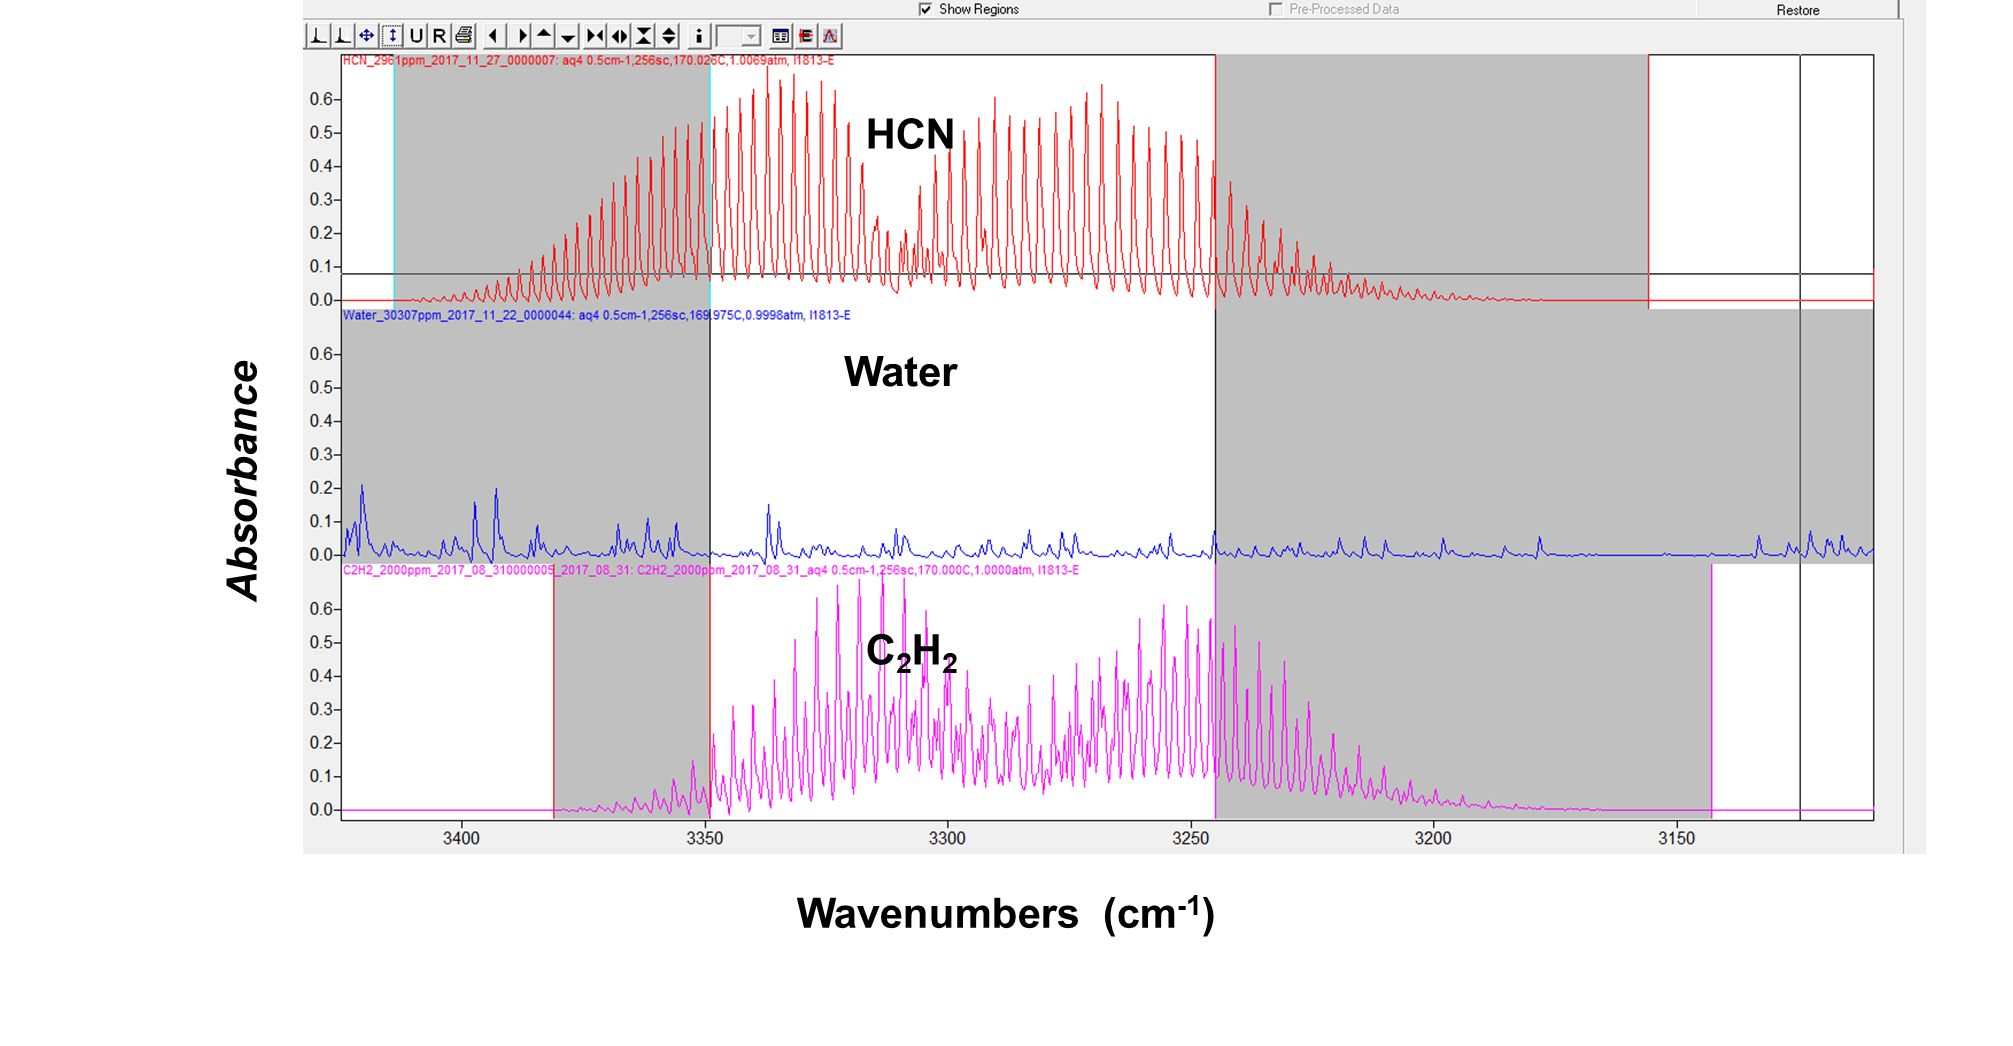 Show Regions Pre-Processed Data Restore
U R i
HCN_2961ppm_2017_11_27_0000007: aq4 0.5cm-1,256sc,170.026C,1.0069atm, I1813-E
HCN
0.6
0.5
0.4
0.3
0.2
0.1
0.0
Water_30307ppm_2017_11_22_0000044: aq4 0.5cm-1,256sc,169.975C,0.9998atm, I1813-E
Water
0.6
0.5
0.4
0.3
0.2
0.1
0.0
C2H2_2000ppm_2017_08_310000005_2017_08_31: C2H2_2000ppm_2017_08_31_aq4 0.5cm-1,256sc,170.000C,1.0000atm, I1813-E
C₂H₂
0.6
0.5
0.4
0.3
0.2
0.1
0.0
3400 3350 3300 3250 3200 3150
Absorbance
Wavenumbers (cm⁻¹)